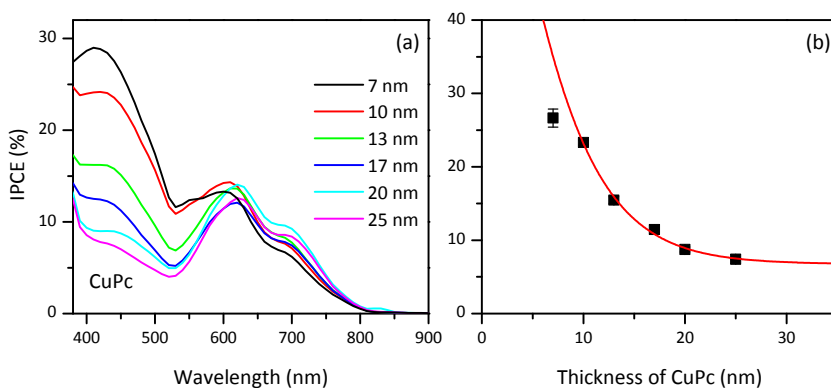 30
20
10
0
IPCE (%)
400 500 600 700 800 900
Wavelength (nm)
(a)
7 nm
10 nm
13 nm
17 nm
20 nm
25 nm
CuPc
40
30
20
10
0
0 10 20 30
Thickness of CuPc (nm)
(b)